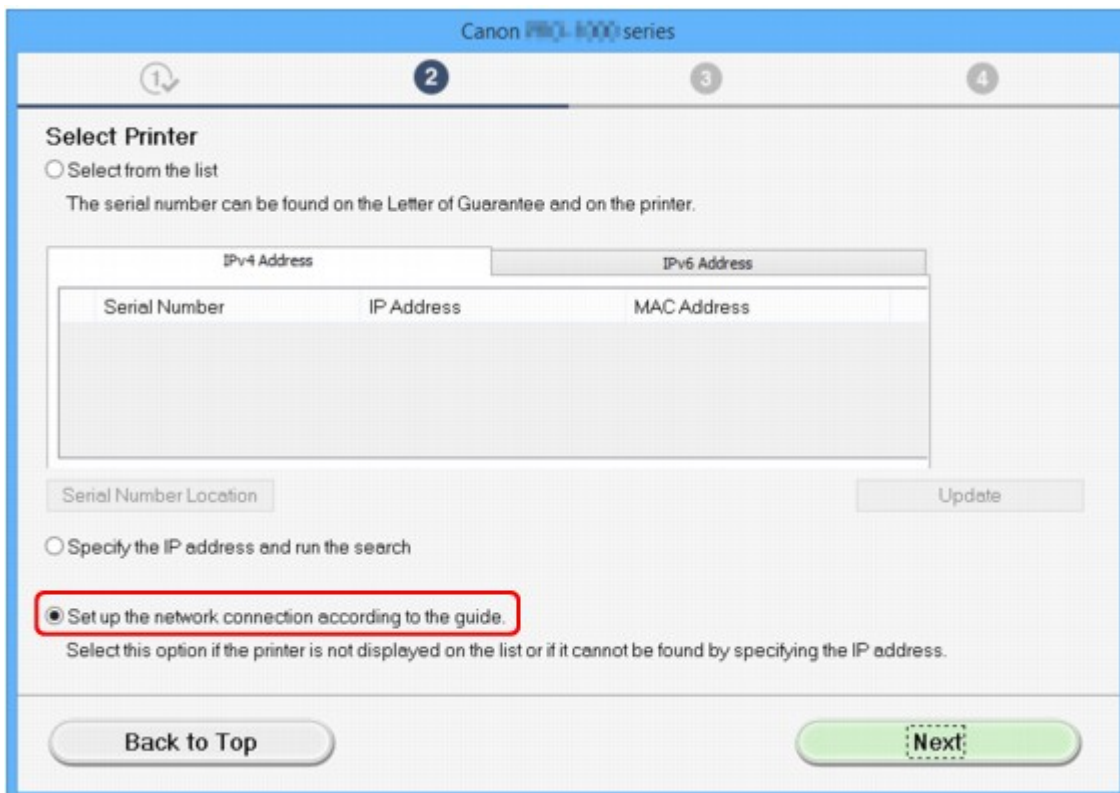 Canon series
1 2 3 4
Select Printer
Select from the list
The serial number can be found on the Letter of Guarantee and on the printer.
IPv4 Address IPv6 Address
Serial Number IP Address MAC Address
Serial Number Location Update
Specify the IP address and run the search
Set up the network connection according to the guide.
Select this option if the printer is not displayed on the list or if it cannot be found by specifying the IP address.
Back to Top Next